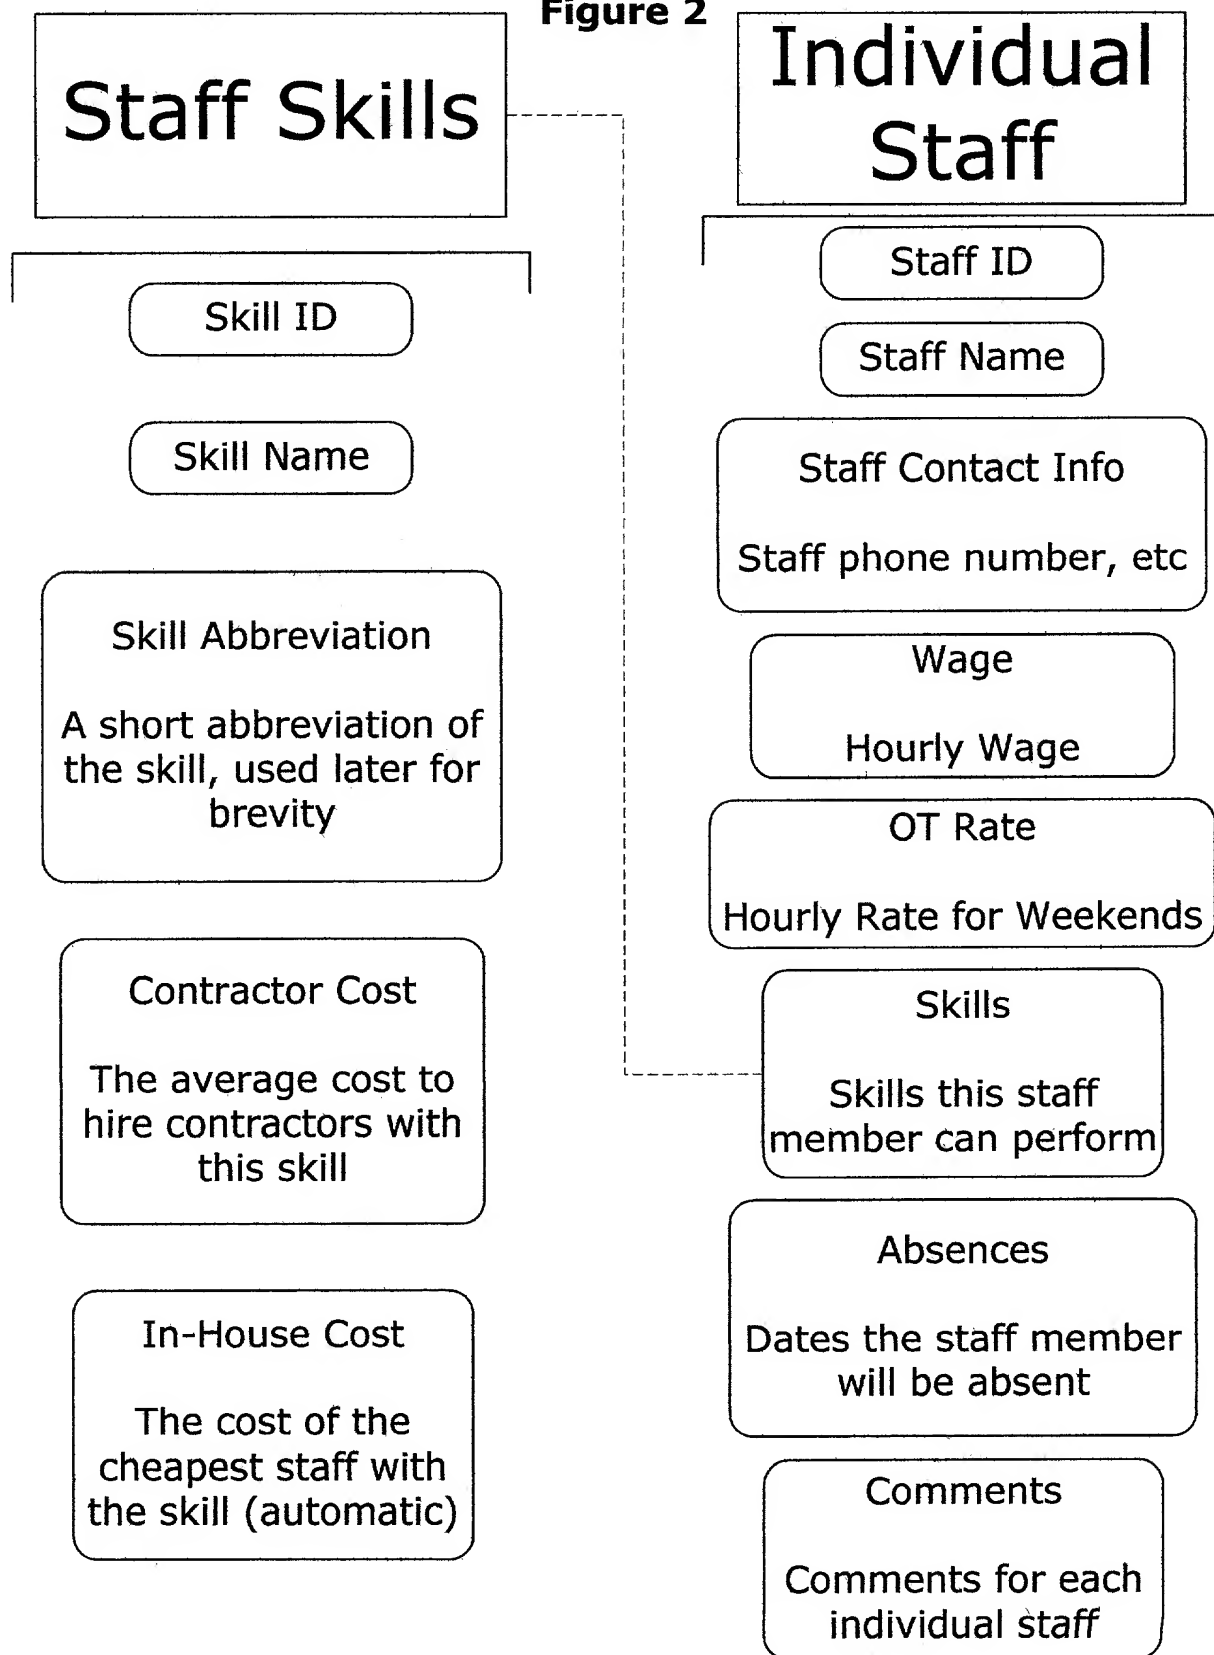 Figure 2
Staff Skills
Skill ID
Skill Name
Skill Abbreviation
A short abbreviation of
the skill, used later for
brevity
Contractor Cost
The average cost to
hire contractors with
this skill
In-House Cost
The cost of the
cheapest staff with
the skill (automatic)
Individual
Staff
Staff ID
Staff Name
Staff Contact Info
Staff phone number, etc
Wage
Hourly Wage
OT Rate
Hourly Rate for Weekends
Skills
Skills this staff
member can perform
Absences
Dates the staff member
will be absent
Comments
Comments for each
individual staff